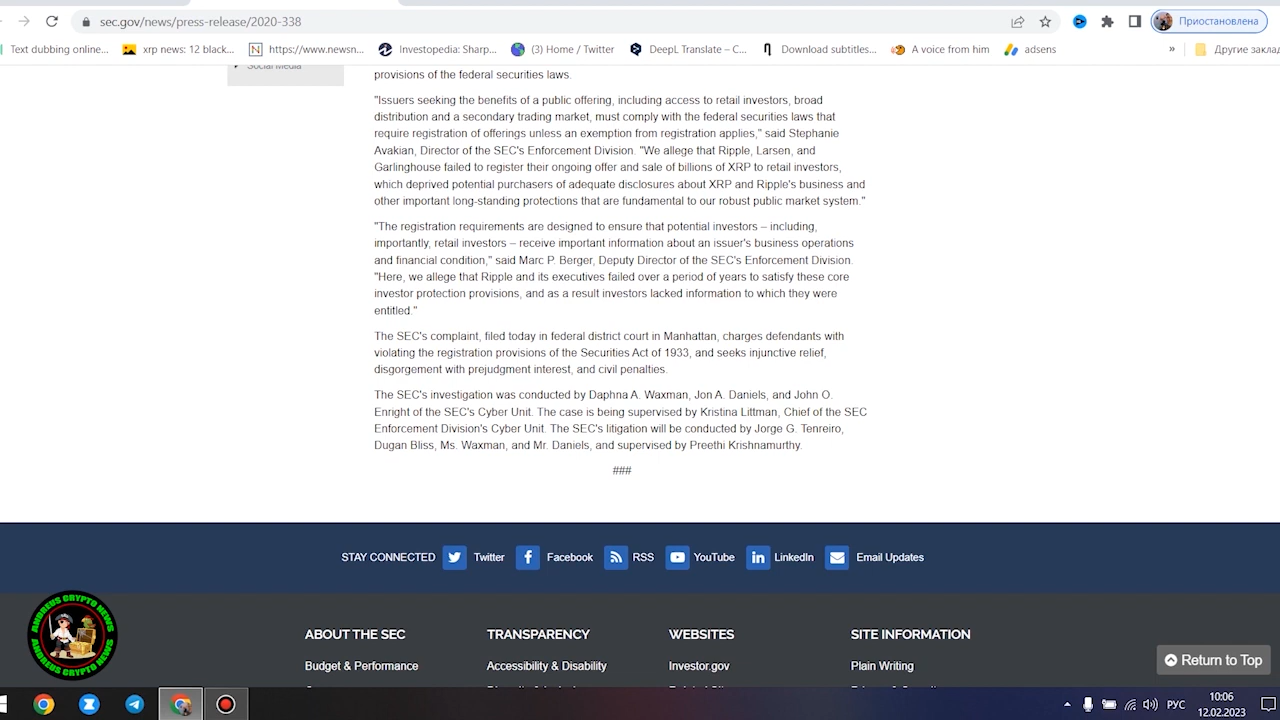 sec.gov/news/press-release/2020-338
Приостановлена
Text dubbing online...
xrp news: 12 black...
https://www.newsn...
Investopedia: Sharp...
(3) Home / Twitter
DeepL Translate – C...
Download subtitles...
A voice from him
adsens
»
Другие заклад
Social Media
provisions of the federal securities laws.
"Issuers seeking the benefits of a public offering, including access to retail investors, broad
distribution and a secondary trading market, must comply with the federal securities laws that
require registration of offerings unless an exemption from registration applies," said Stephanie
Avakian, Director of the SEC's Enforcement Division. "We allege that Ripple, Larsen, and
Garlinghouse failed to register their ongoing offer and sale of billions of XRP to retail investors,
which deprived potential purchasers of adequate disclosures about XRP and Ripple's business and
other important long-standing protections that are fundamental to our robust public market system."
"The registration requirements are designed to ensure that potential investors – including,
importantly, retail investors – receive important information about an issuer's business operations
and financial condition," said Marc P. Berger, Deputy Director of the SEC's Enforcement Division.
"Here, we allege that Ripple and its executives failed over a period of years to satisfy these core
investor protection provisions, and as a result investors lacked information to which they were
entitled."
The SEC's complaint, filed today in federal district court in Manhattan, charges defendants with
violating the registration provisions of the Securities Act of 1933, and seeks injunctive relief,
disgorgement with prejudgment interest, and civil penalties.
The SEC's investigation was conducted by Daphna A. Waxman, Jon A. Daniels, and John O.
Enright of the SEC's Cyber Unit. The case is being supervised by Kristina Littman, Chief of the SEC
Enforcement Division's Cyber Unit. The SEC's litigation will be conducted by Jorge G. Tenreiro,
Dugan Bliss, Ms. Waxman, and Mr. Daniels, and supervised by Preethi Krishnamurthy.
###
STAY CONNECTED Twitter Facebook RSS YouTube LinkedIn Email Updates
ANDREUS CRYPTO NEWS
ANDREUS CRYPTO NEWS
ABOUT THE SEC TRANSPARENCY WEBSITES SITE INFORMATION
Return to Top
Budget & Performance Accessibility & Disability Investor.gov Plain Writing
РУС
10:06
12.02.2023